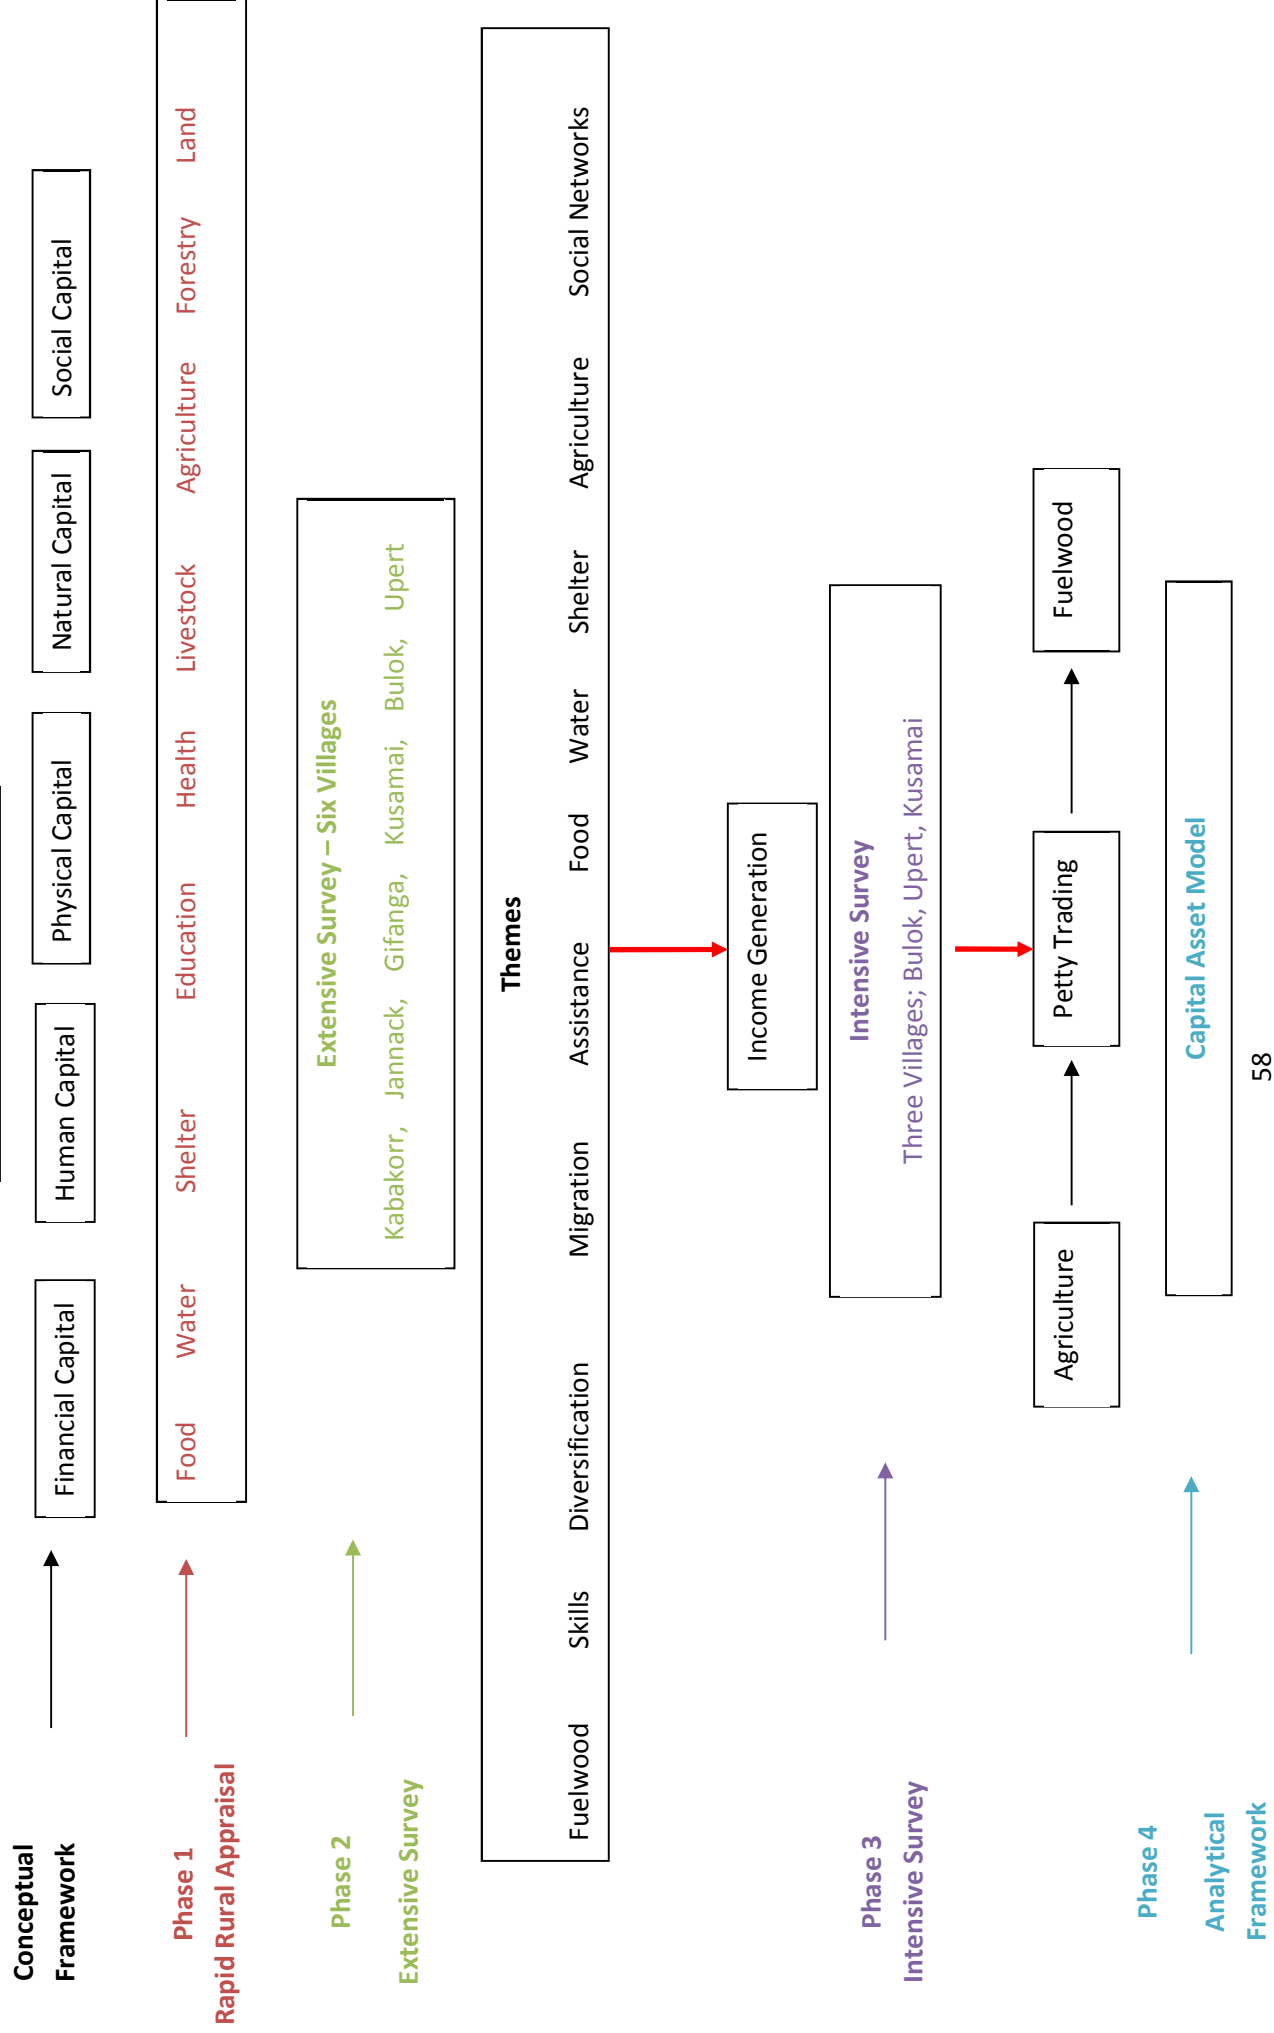 Conceptual
Framework
Financial Capital
Human Capital
Physical Capital
Natural Capital
Social Capital
Phase 1
Rapid Rural Appraisal
Food Water Shelter Education Health Livestock Agriculture Forestry Land
Phase 2
Extensive Survey
Extensive Survey – Six Villages
Kabakorr, Jannack, Gifanga, Kusamai, Bulok, Upert
Themes
Fuelwood Skills Diversification Migration Assistance Food Water Shelter Agriculture Social Networks
Income Generation
Phase 3
Intensive Survey
Intensive Survey
Three Villages; Bulok, Upert, Kusamai
Agriculture
Petty Trading
Fuelwood
Phase 4
Analytical
Framework
Capital Asset Model
58